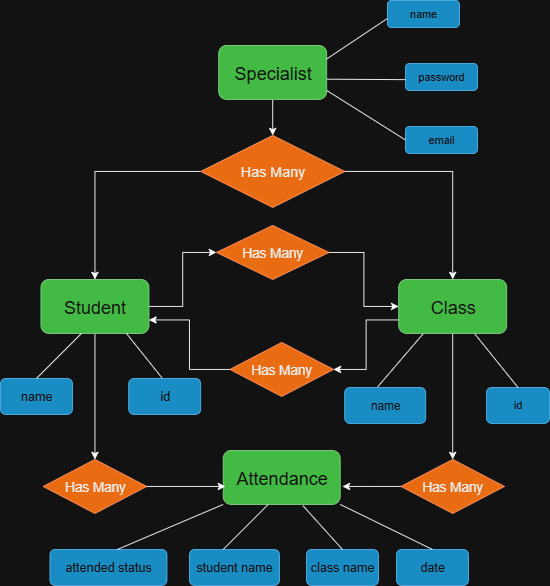 name
Specialist
password
email
Has Many
Has Many
Student
Class
Has Many
name
id
name
id
Has Many
Attendance
Has Many
attended status
student name
class name
date